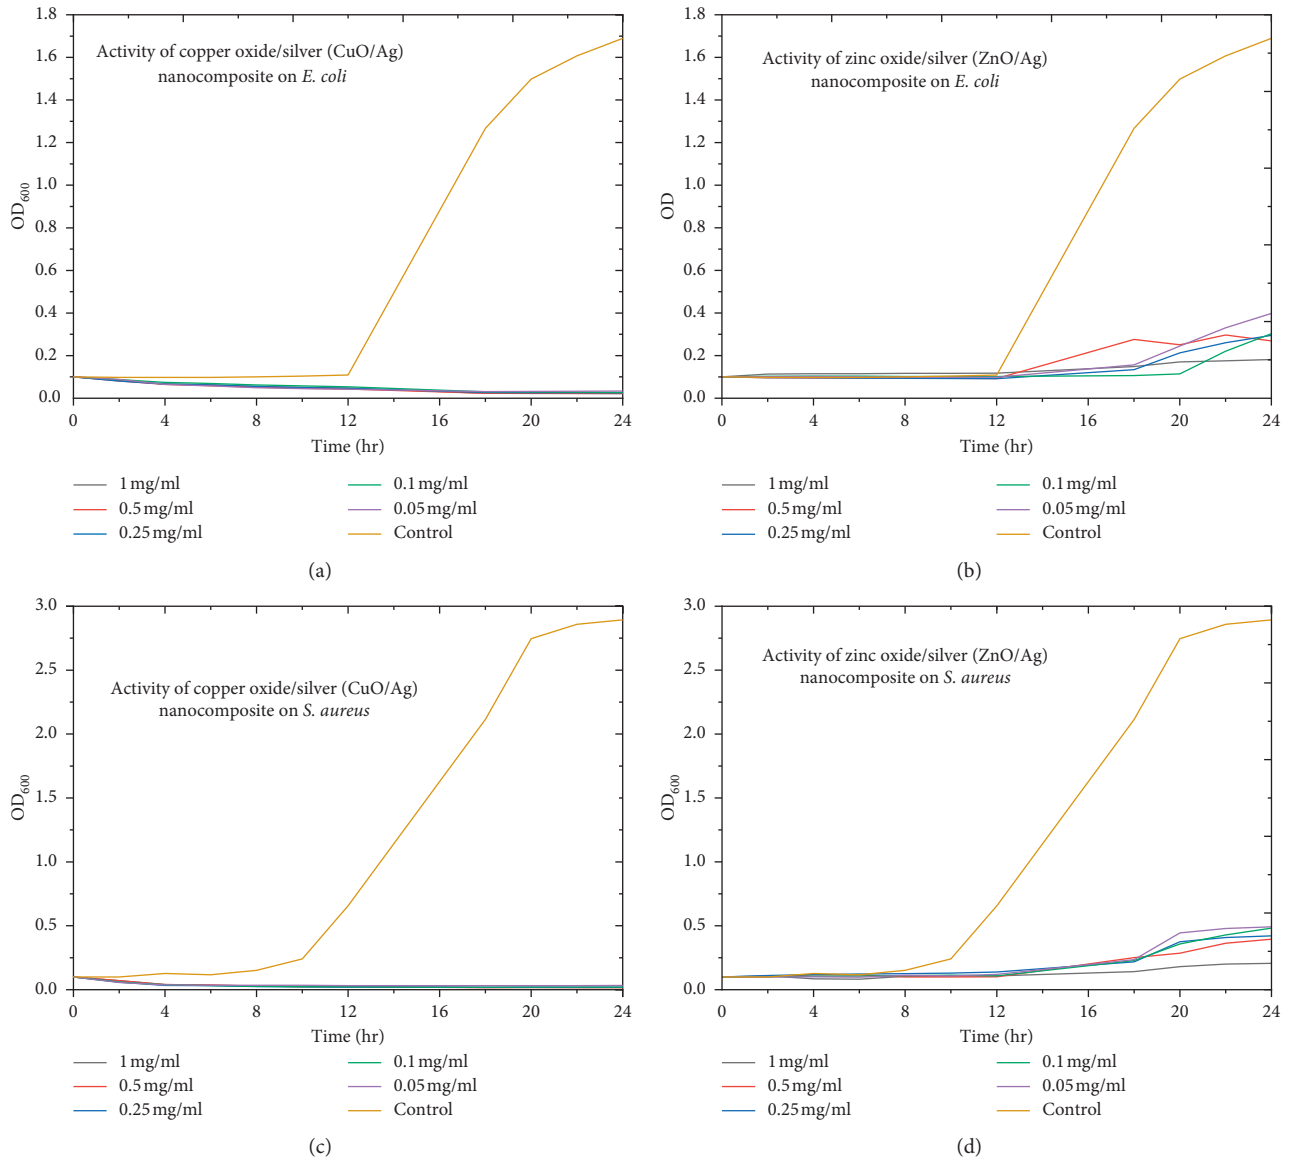 Activity of copper oxide/silver (CuO/Ag)
nanocomposite on E. coli
1.8
1.6
1.4
1.2
1.0
0.8
0.6
0.4
0.2
0.0
OD600
0 4 8 12 16 20 24
Time (hr)
1 mg/ml
0.5 mg/ml
0.25 mg/ml
0.1 mg/ml
0.05 mg/ml
Control
(a)
Activity of zinc oxide/silver (ZnO/Ag)
nanocomposite on E. coli
1.8
1.6
1.4
1.2
1.0
0.8
0.6
0.4
0.2
0.0
OD
0 4 8 12 16 20 24
Time (hr)
1 mg/ml
0.5 mg/ml
0.25 mg/ml
0.1 mg/ml
0.05 mg/ml
Control
(b)
Activity of copper oxide/silver (CuO/Ag)
nanocomposite on S. aureus
3.0
2.5
2.0
1.5
1.0
0.5
0.0
OD600
0 4 8 12 16 20 24
Time (hr)
1 mg/ml
0.5 mg/ml
0.25 mg/ml
0.1 mg/ml
0.05 mg/ml
Control
(c)
Activity of zinc oxide/silver (ZnO/Ag)
nanocomposite on S. aureus
3.0
2.5
2.0
1.5
1.0
0.5
0.0
OD600
0 4 8 12 16 20 24
Time (hr)
1 mg/ml
0.5 mg/ml
0.25 mg/ml
0.1 mg/ml
0.05 mg/ml
Control
(d)